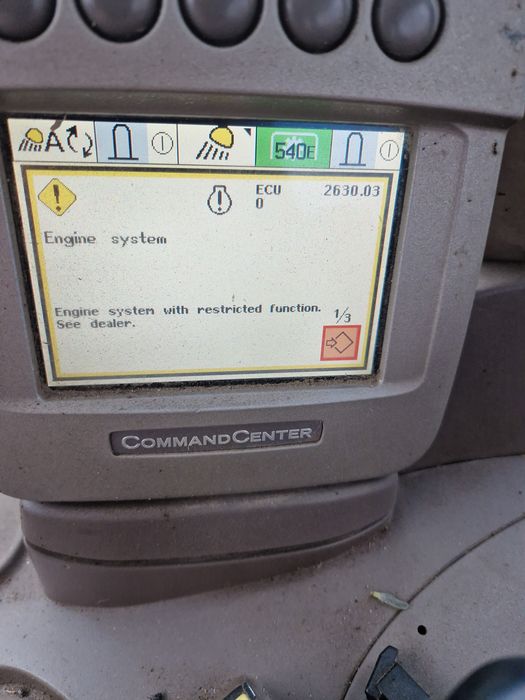 A
540E
ECU 2630.03
0
Engine system
Engine system with restricted function.
See dealer.
1/3
COMMANDCENTER